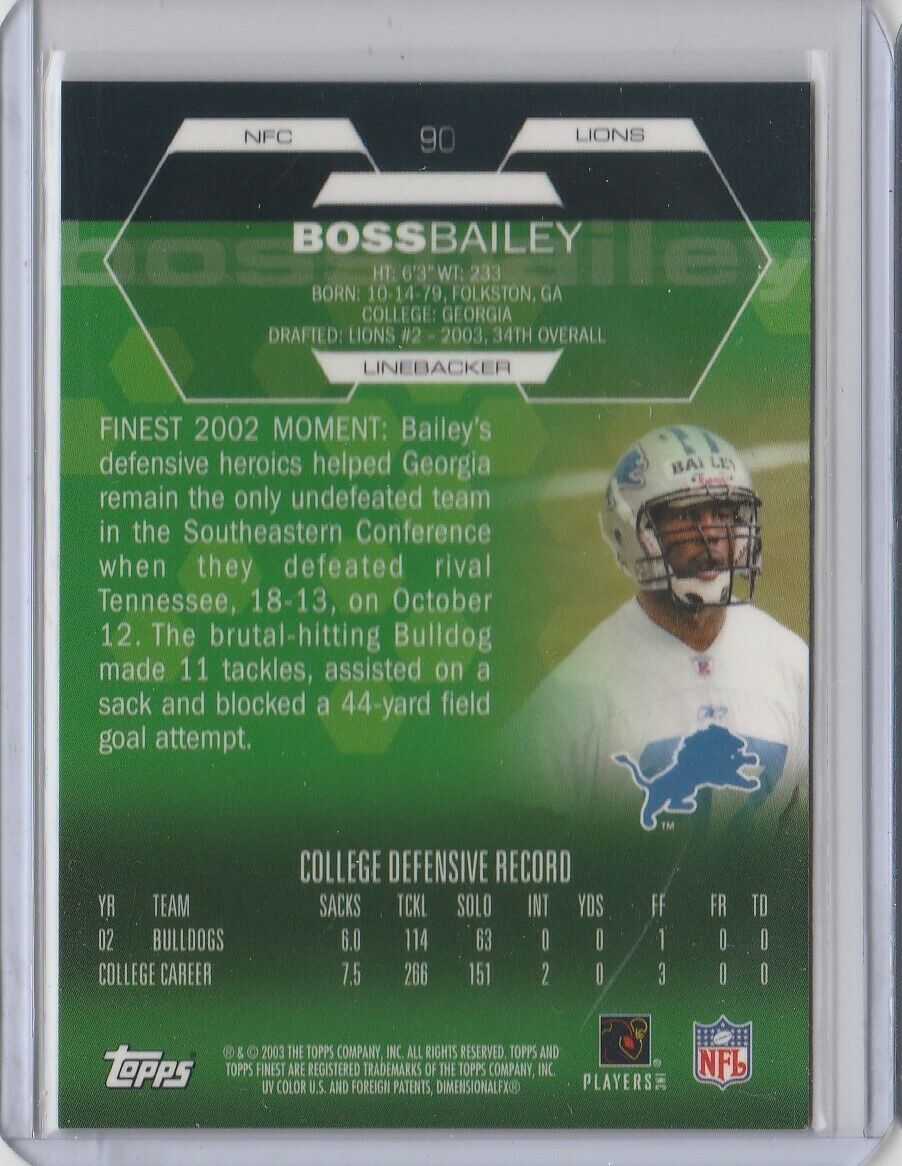 NFC 90 LIONS
BOSSBAILEY
bossbailey
HT: 6'3" WT: 233
BORN: 10-14-79, FOLKSTON, GA
COLLEGE: GEORGIA
DRAFTED: LIONS #2 - 2003, 34TH OVERALL
LINEBACKER
FINEST 2002 MOMENT: Bailey's
defensive heroics helped Georgia
remain the only undefeated team
in the Southeastern Conference
when they defeated rival
Tennessee, 18-13, on October
12. The brutal-hitting Bulldog
made 11 tackles, assisted on a
sack and blocked a 44-yard field
goal attempt.
BAILEY
TM
COLLEGE DEFENSIVE RECORD
YR TEAM SACKS TCKL SOLO INT YDS FF FR TD
02 BULLDOGS 6.0 114 63 0 0 1 0 0
COLLEGE CAREER 7.5 266 151 2 0 3 0 0
Topps
® & © 2003 THE TOPPS COMPANY, INC. ALL RIGHTS RESERVED. TOPPS AND
TOPPS FINEST ARE REGISTERED TRADEMARKS OF THE TOPPS COMPANY, INC.
UV COLOR U.S. AND FOREIGN PATENTS, DIMENSIONALFX®
PLAYERS INC®
NFL